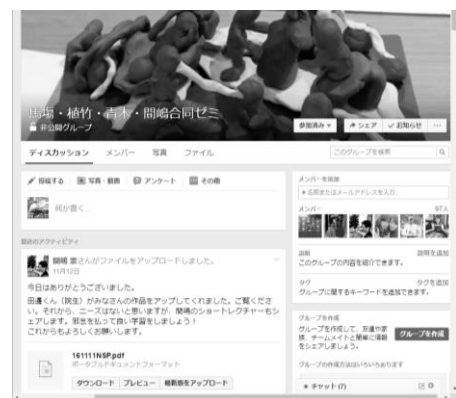 馬場・植竹・青木・間嶋合同ゼミ
非公開グループ
参加済み
シェア
お知らせ
ディスカッション メンバー 写真 ファイル
このグループを検索
投稿する 写真・動画 アンケート その他
何か書く...
最近のアクティビティ
間嶋 崇さんがファイルをアップロードしました。
11月12日
今日はありがとうございました。
田邊くん（院生）がみなさんの作品をアップしてくれました。ご覧くださ
い。それから、ニーズはないと思いますが、間嶋のショートレクチャーもシ
ェアします。邪念を払って良い学習をしましょう！
これからもよろしくお願いします。
161111NSP.pdf
ポータブルドキュメントフォーマット
ダウンロード プレビュー 最新版をアップロード
メンバーを追加
+ 名前またはメールアドレスを入力...
メンバー 97人
説明 説明を追加
このグループの内容を紹介できます。
タグ タグを追加
グループに関するキーワードを追加できます。
グループを作成
グループを作成して、友達や家
族、チームメイトと簡単に情報
をシェアしましょう。
グループを作成
グループの作成方法はいろいろあります
チャット (7)